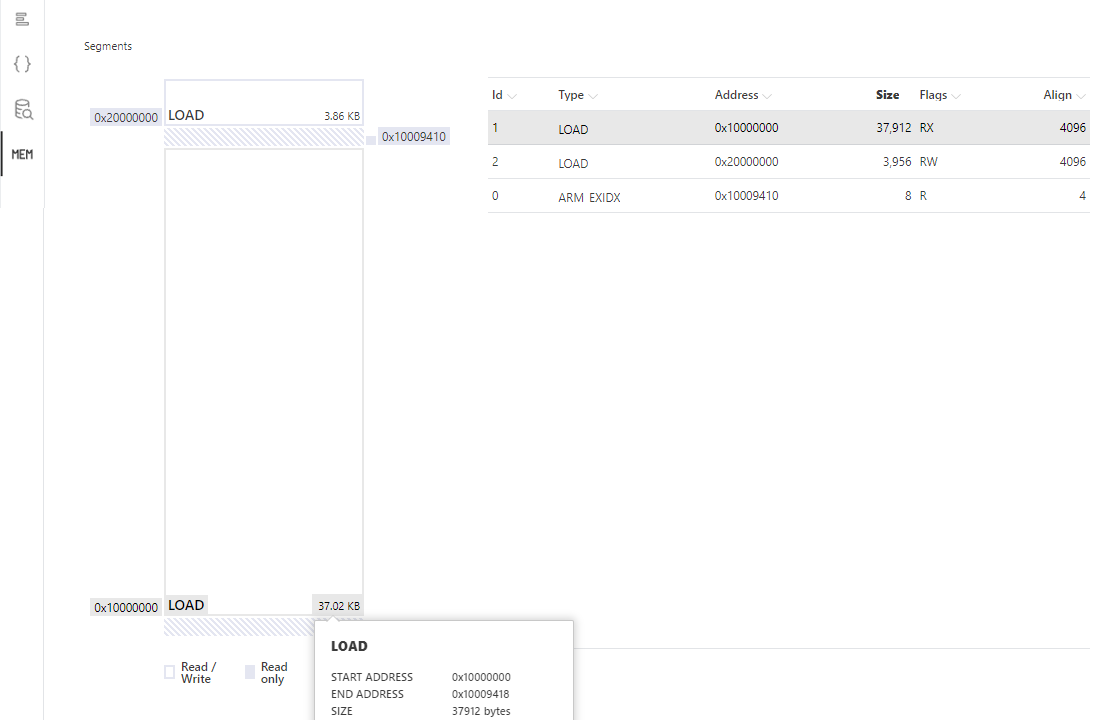 Segments
MEM
0x20000000
LOAD
3.86 KB
0x10009410
0x10000000
LOAD
37.02 KB
Read / Write
Read only
Id Type Address Size Flags Align
1 LOAD 0x10000000 37,912 RX 4096
2 LOAD 0x20000000 3,956 RW 4096
0 ARM_EXIDX 0x10009410 8 R 4
LOAD
START ADDRESS 0x10000000
END ADDRESS 0x10009418
SIZE 37912 bytes